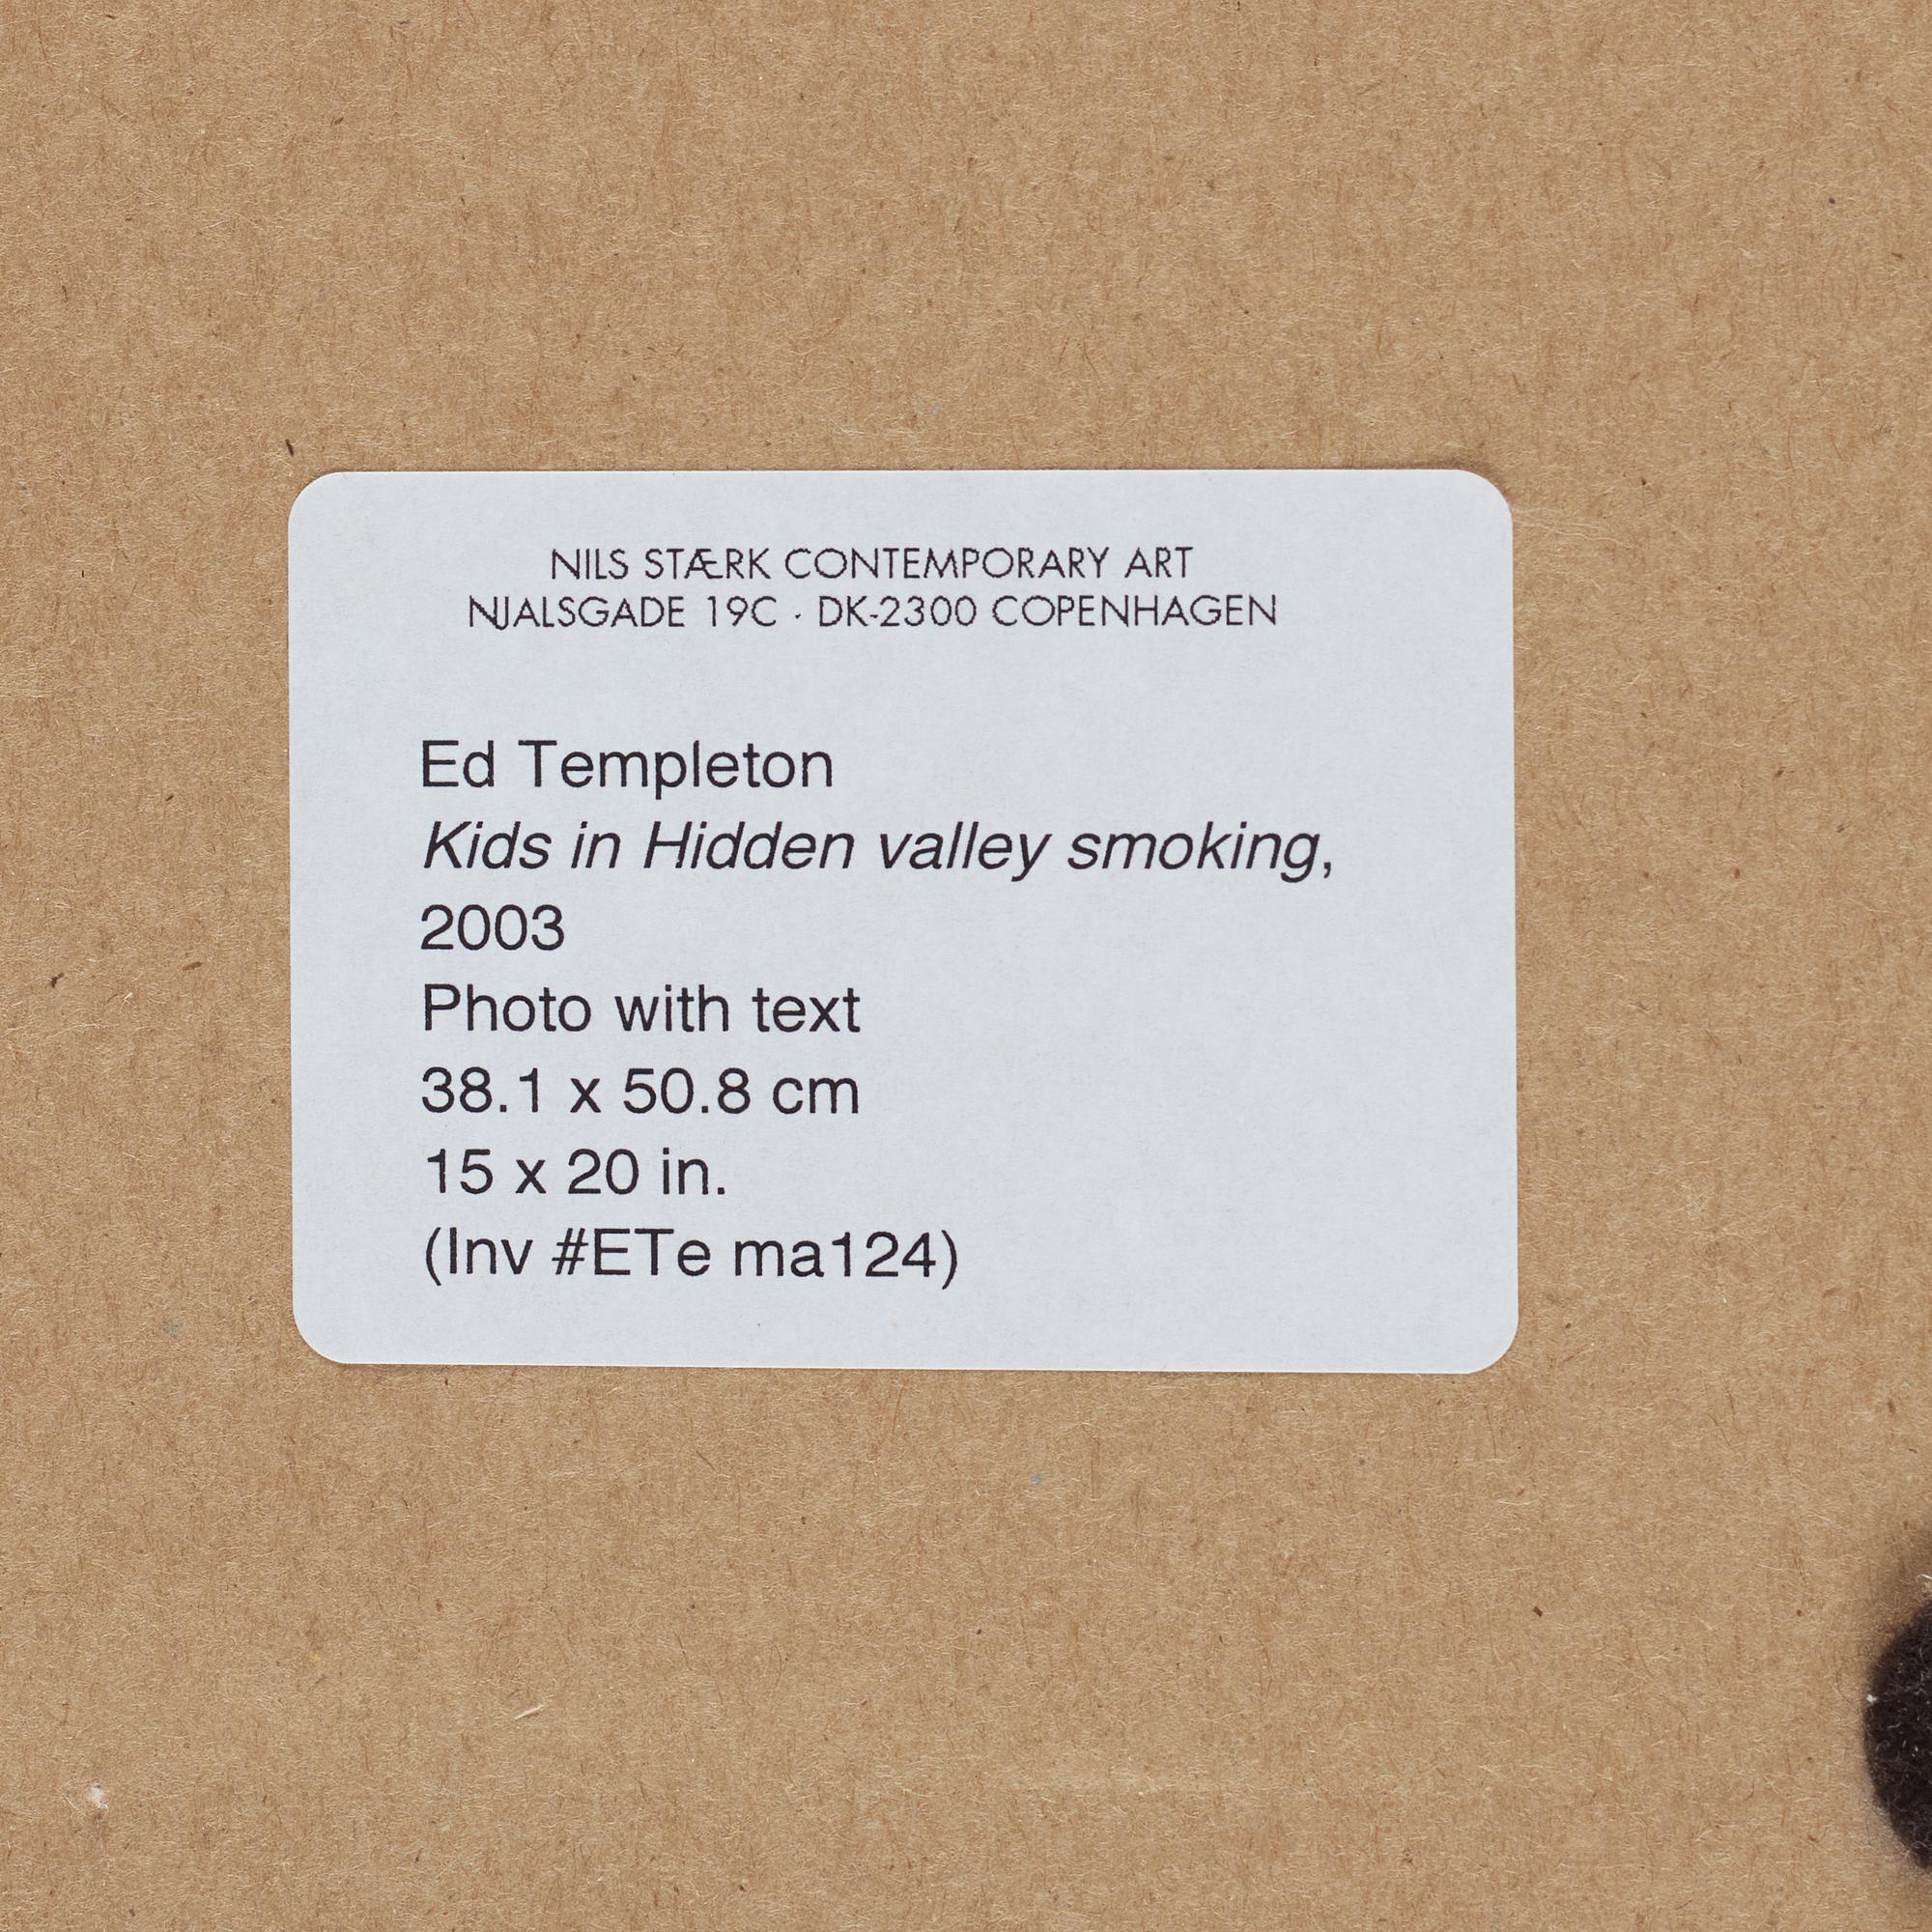 NILS STÆRK CONTEMPORARY ART
NJALSGADE 19C · DK-2300 COPENHAGEN
Ed Templeton
Kids in Hidden valley smoking,
2003
Photo with text
38.1 x 50.8 cm
15 x 20 in.
(Inv #ETe ma124)